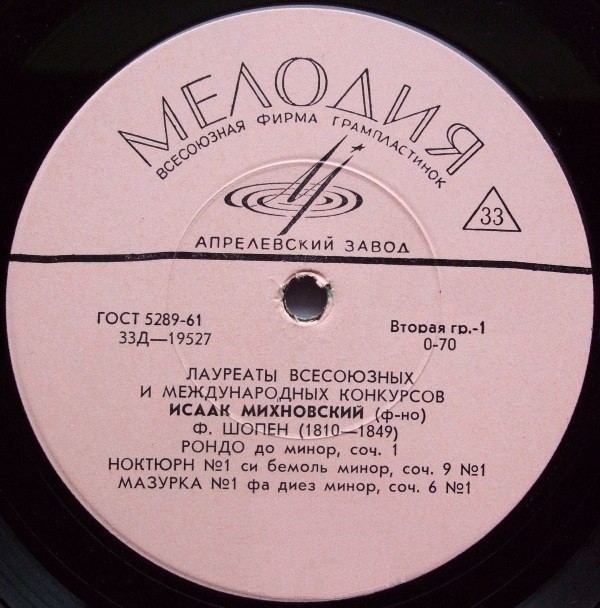 МЕЛОДИЯ
ВСЕСОЮЗНАЯ ФИРМА ГРАМПЛАСТИНОК
33
АПРЕЛЕВСКИЙ ЗАВОД
ГОСТ 5289-61
33Д—19527
Вторая гр.-1
0-70
ЛАУРЕАТЫ ВСЕСОЮЗНЫХ
И МЕЖДУНАРОДНЫХ КОНКУРСОВ
ИСААК МИХНОВСКИЙ (ф-но)
Ф. ШОПЕН (1810—1849)
РОНДО до минор, соч. 1
НОКТЮРН №1 си бемоль минор, соч. 9 №1
МАЗУРКА №1 фа диез минор, соч. 6 №1